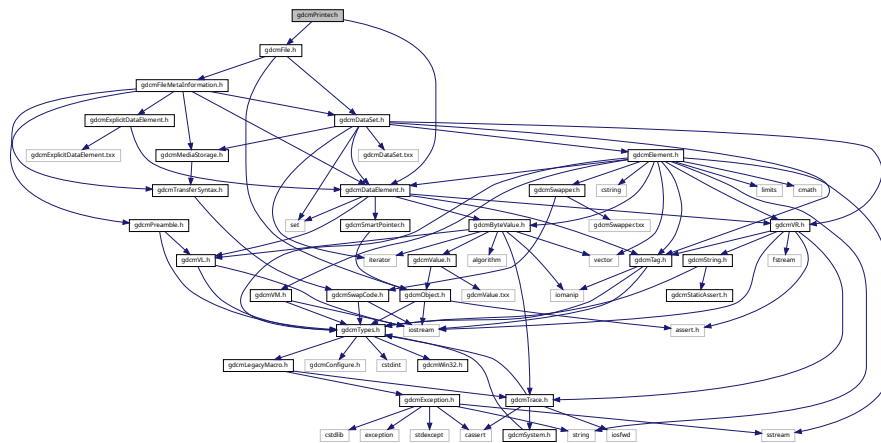 gdcmPrinter.h
gdcmFile.h
gdcmFileMetaInformation.h
gdcmExplicitDataElement.h
gdcmDataSet.h
gdcmExplicitDataElement.txx
gdcmMediaStorage.h
gdcmDataSet.txx
gdcmElement.h
gdcmTransferSyntax.h
gdcmDataElement.h
gdcmSwapper.h
cstring
limits
cmath
gdcmPreamble.h
set
gdcmSmartPointer.h
gdcmByteValue.h
gdcmSwapper.txx
gdcmVR.h
gdcmVL.h
iterator
gdcmValue.h
algorithm
vector
gdcmTag.h
gdcmString.h
fstream
gdcmVM.h
gdcmSwapCode.h
gdcmObject.h
gdcmValue.txx
iomanip
gdcmStaticAssert.h
gdcmTypes.h
iostream
assert.h
gdcmLegacyMacro.h
gdcmConfigure.h
cstdint
gdcmWin32.h
gdcmException.h
gdcmTrace.h
cstdlib
exception
stdexcept
cassert
gdcmSystem.h
string
iosfwd
sstream